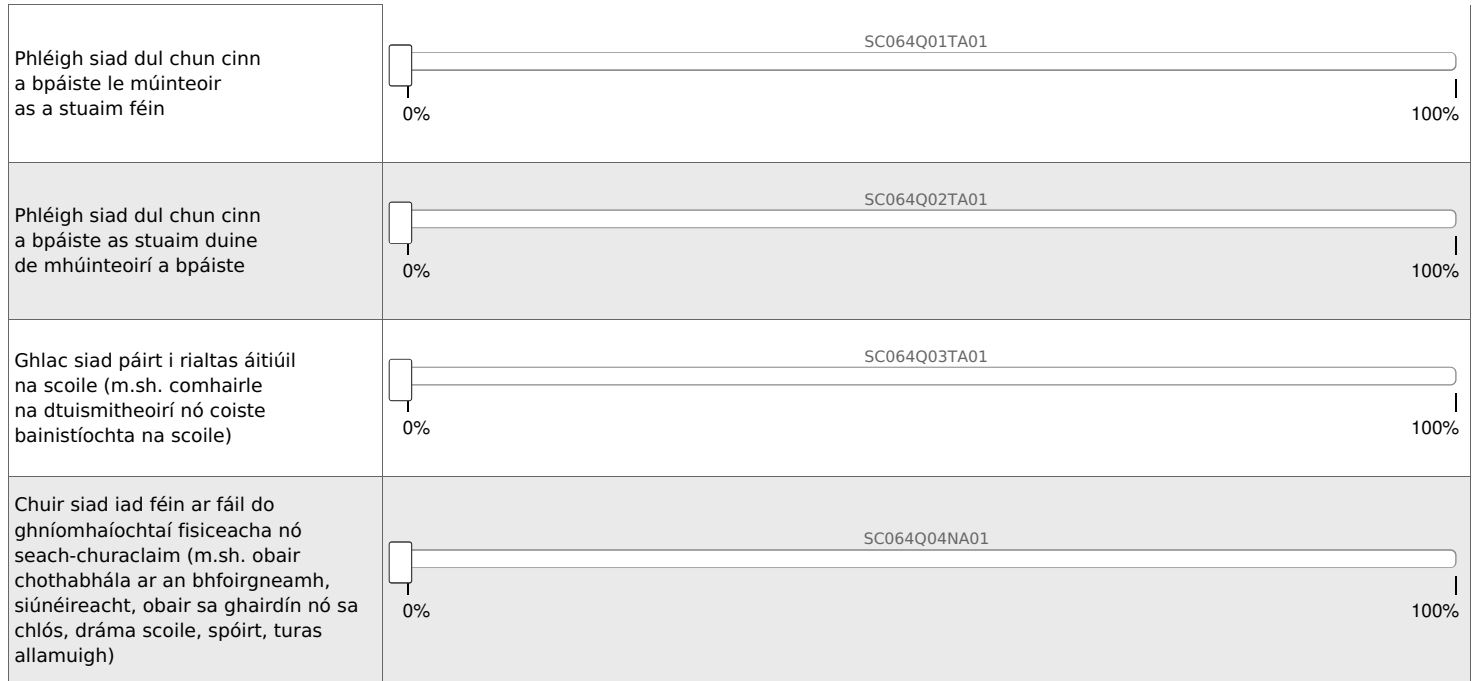 Phléigh siad dul chun cinn
a bpáiste le múinteoir
as a stuaim féin
SC064Q01TA01
0%
100%
Phléigh siad dul chun cinn
a bpáiste as stuaim duine
de mhúinteoirí a bpáiste
SC064Q02TA01
0%
100%
Ghlac siad páirt i rialtas áitiúil
na scoile (m.sh. comhairle
na dtuismitheoirí nó coiste
bainistíochta na scoile)
SC064Q03TA01
0%
100%
Chuir siad iad féin ar fáil do
ghníomhaíochtaí fisiceacha nó
seach-churaclaim (m.sh. obair
chothabhála ar an bhfoirgneamh,
siúnéireacht, obair sa ghairdín nó sa
chlós, dráma scoile, spóirt, turas
allamuigh)
SC064Q04NA01
0%
100%